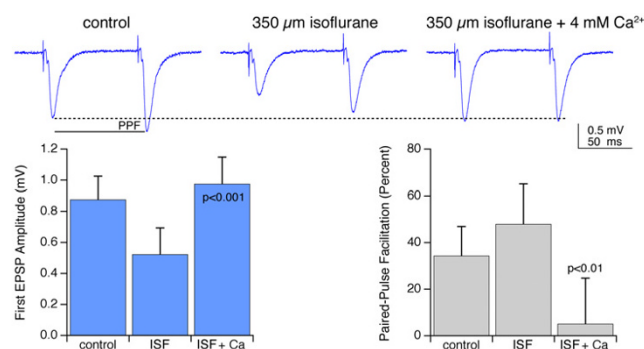 control 350 µm isoflurane 350 µm isoflurane + 4 mM Ca²⁺
PPF
0.5 mV
50 ms
First EPSP Amplitude (mV)
1.2
1.0
0.8
0.6
0.4
0.2
0.0
p<0.001
control ISF ISF + Ca
Paired-Pulse Facilitation (Percent)
80
60
40
20
0
p<0.01
control ISF ISF + Ca